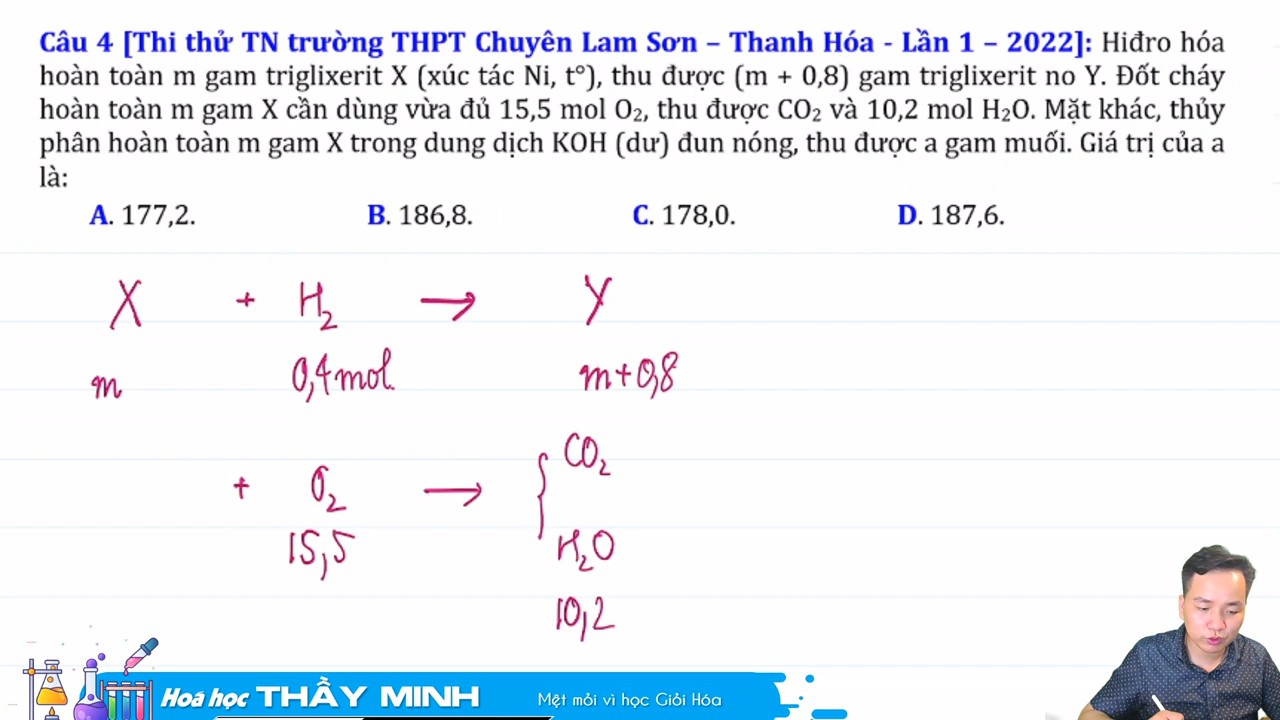 Câu 4 [Thi thử TN trường THPT Chuyên Lam Sơn – Thanh Hóa - Lần 1 – 2022]: Hiđro hóa
hoàn toàn m gam triglixerit X (xúc tác Ni, t°), thu được (m + 0,8) gam triglixerit no Y. Đốt cháy
hoàn toàn m gam X cần dùng vừa đủ 15,5 mol O₂, thu được CO₂ và 10,2 mol H₂O. Mặt khác, thủy
phân hoàn toàn m gam X trong dung dịch KOH (dư) đun nóng, thu được a gam muối. Giá trị của a
là:
A. 177,2. B. 186,8. C. 178,0. D. 187,6.
X + H₂ → Y
m 0,4mol m+0,8
+ O₂ → { CO₂
15,5 H₂O
10,2
Hoá học THẦY MINH Mệt mỏi vì học Giỏi Hóa